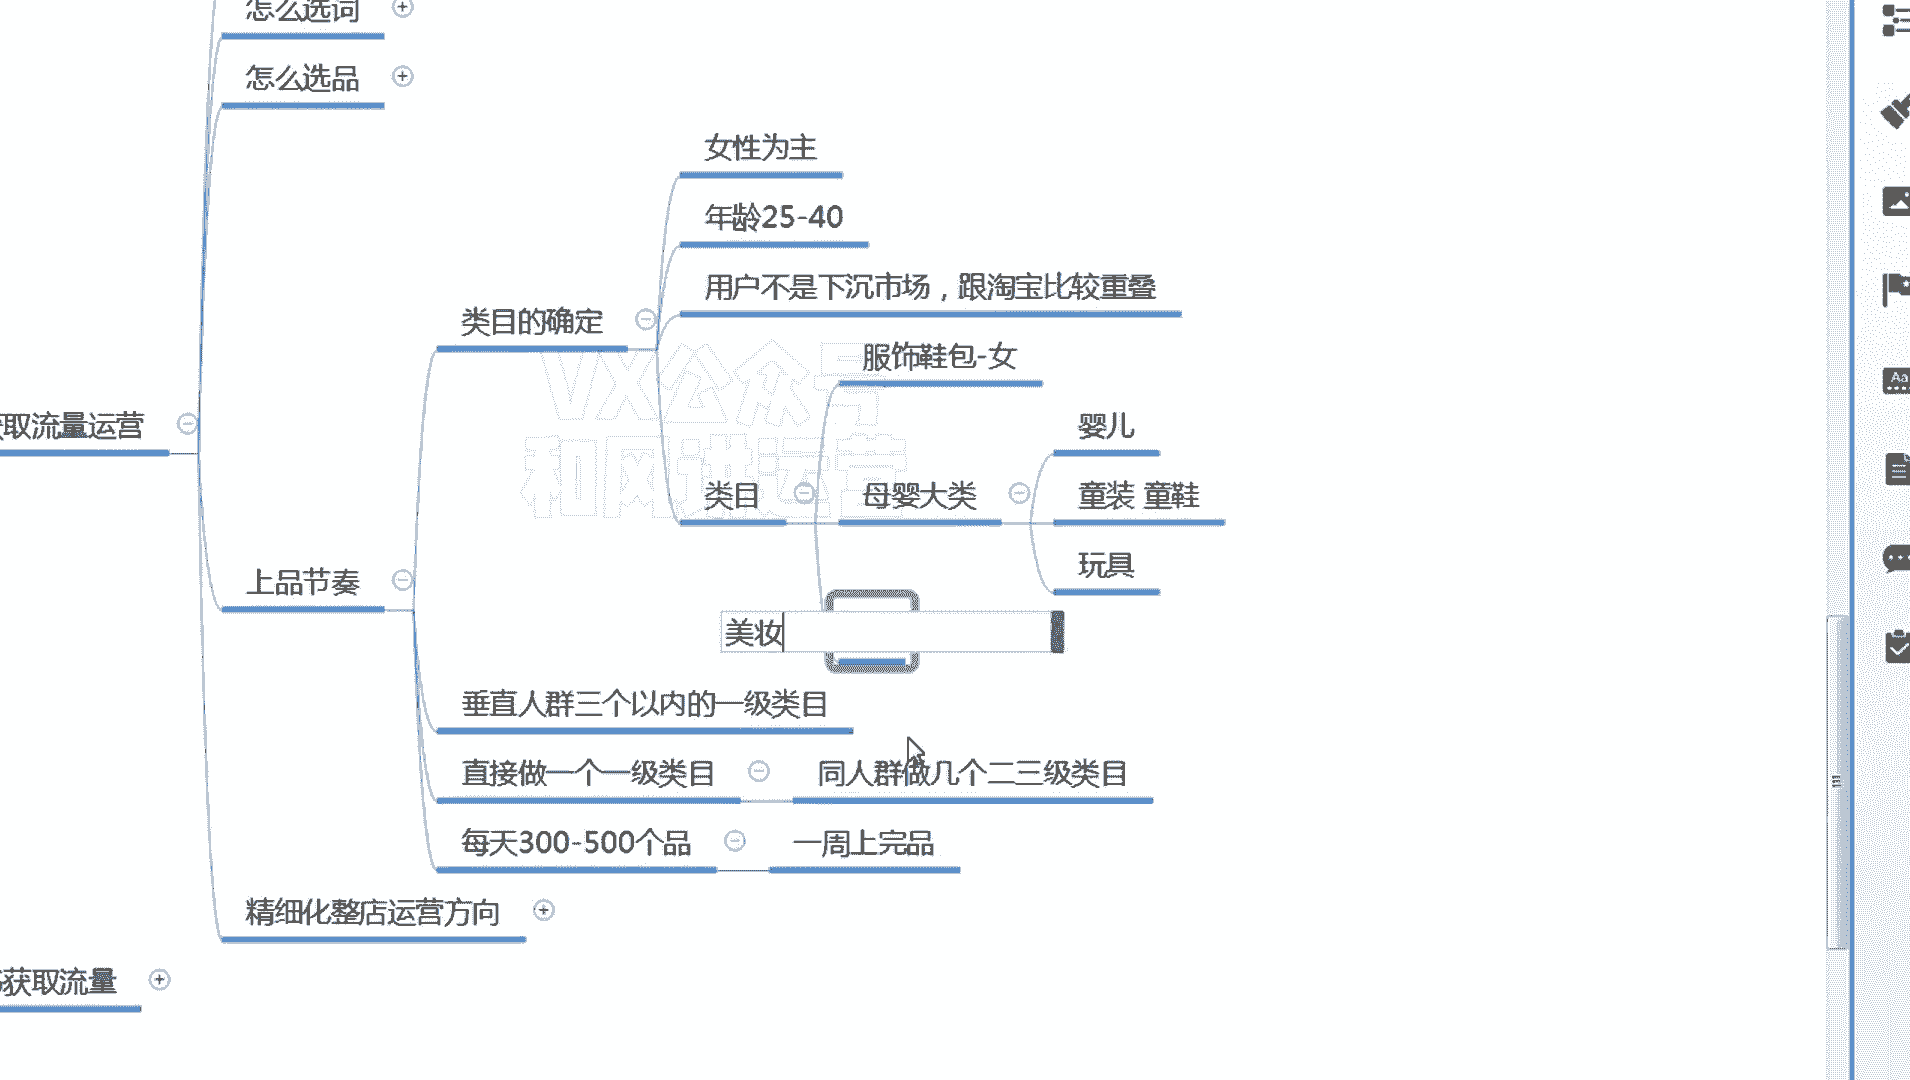 怎么选词
怎么选品
女性为主
年龄25-40
用户不是下沉市场，跟淘宝比较重叠
类目的确定
服饰鞋包-女
VX公众号
取流量运营
婴儿
和风讲运营
类目
母婴大类
童装 童鞋
玩具
上品节奏
美妆
垂直人群三个以内的一级类目
直接做一个一级类目
同人群做几个二三级类目
每天300-500个品
一周上完品
精细化整店运营方向
获取流量
Aa